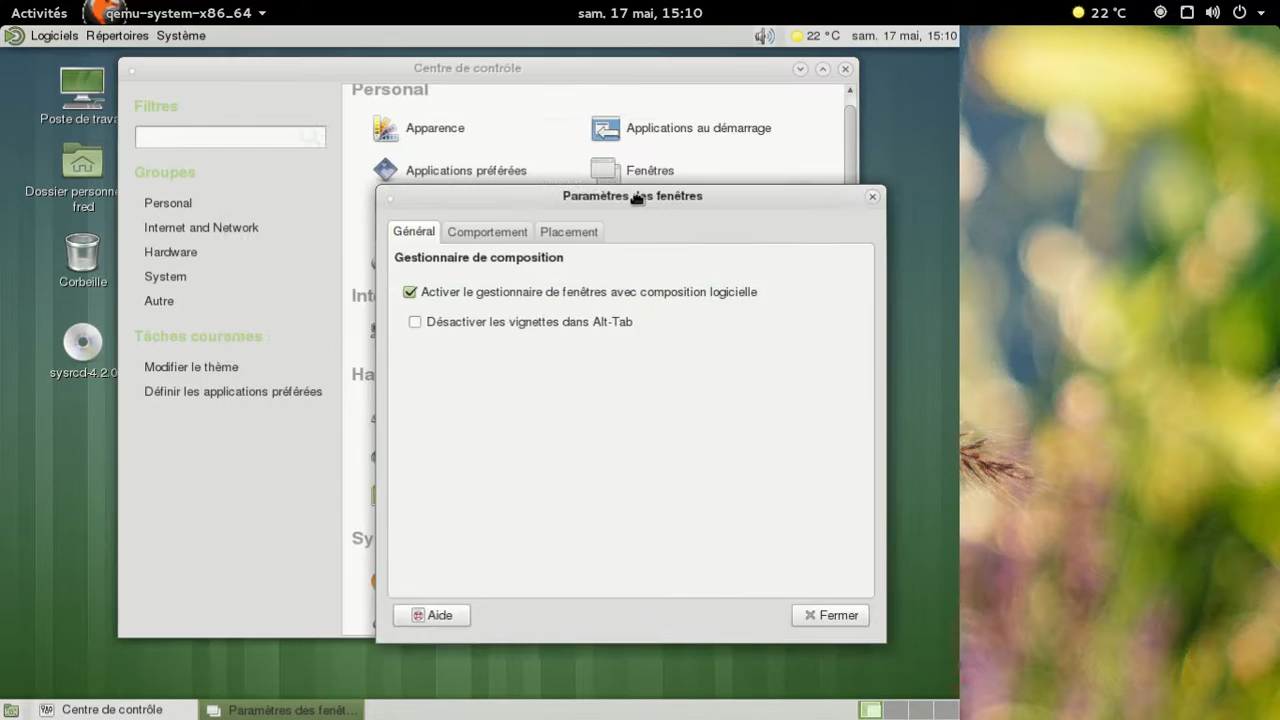 Activités
qemu-system-x86_64
sam. 17 mai, 15:10
22 °C
Logiciels Répertoires Système
22 °C sam. 17 mai, 15:10
Poste de trava
Dossier personne
fred
Corbeille
sysrcd-4.2.0
Centre de contrôle
Filtres
Groupes
Personal
Internet and Network
Hardware
System
Autre
Tâches courantes
Modifier le thème
Définir les applications préférées
Personal
Apparence
Applications au démarrage
Applications préférées
Fenêtres
Inte
Ha
Sy
Paramètres des fenêtres
Général Comportement Placement
Gestionnaire de composition
Activer le gestionnaire de fenêtres avec composition logicielle
Désactiver les vignettes dans Alt-Tab
Aide
Fermer
Centre de contrôle
Paramètres des fenêt...